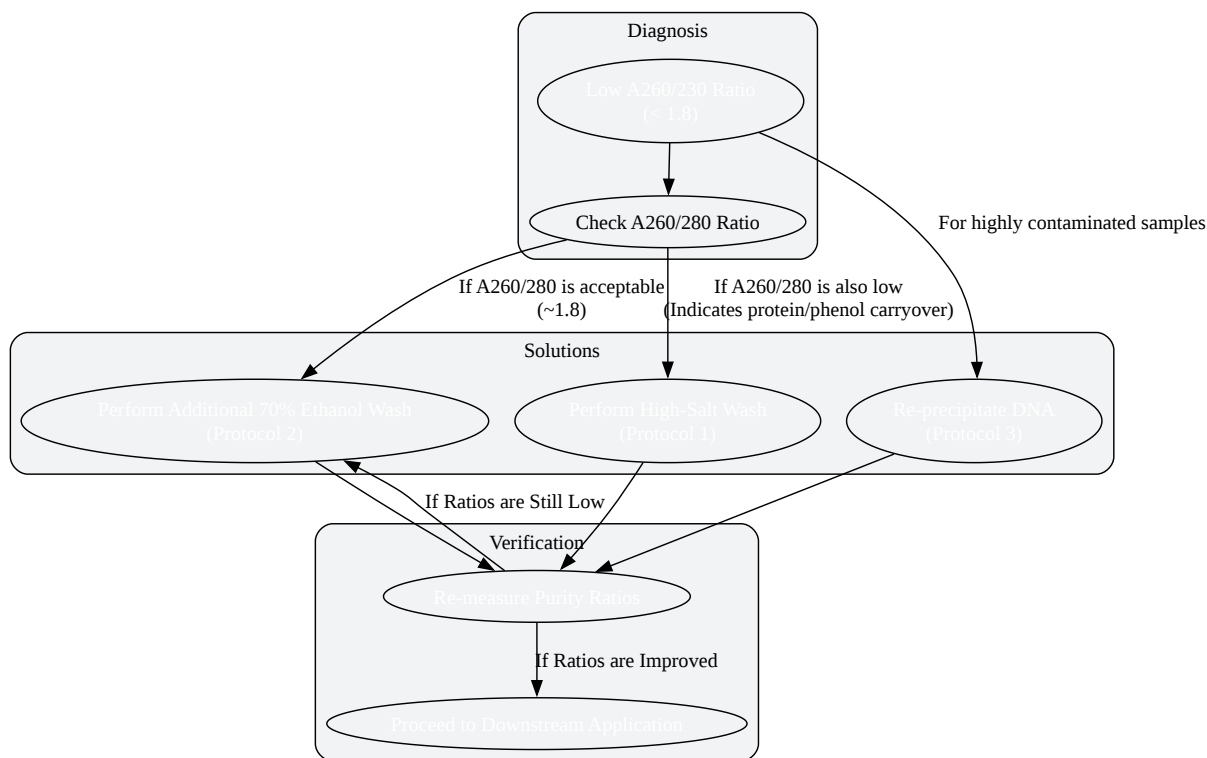 Diagnosis
Low A260/230 Ratio
(< 1.8)
Check A260/280 Ratio
For highly contaminated samples
If A260/280 is acceptable
(~1.8)
If A260/280 is also low
(Indicates protein/phenol carryover)
Solutions
Perform Additional 70% Ethanol Wash
(Protocol 2)
Perform High-Salt Wash
(Protocol 1)
Re-precipitate DNA
(Protocol 3)
If Ratios are Still Low
Verification
Re-measure Purity Ratios
If Ratios are Improved
Proceed to Downstream Application